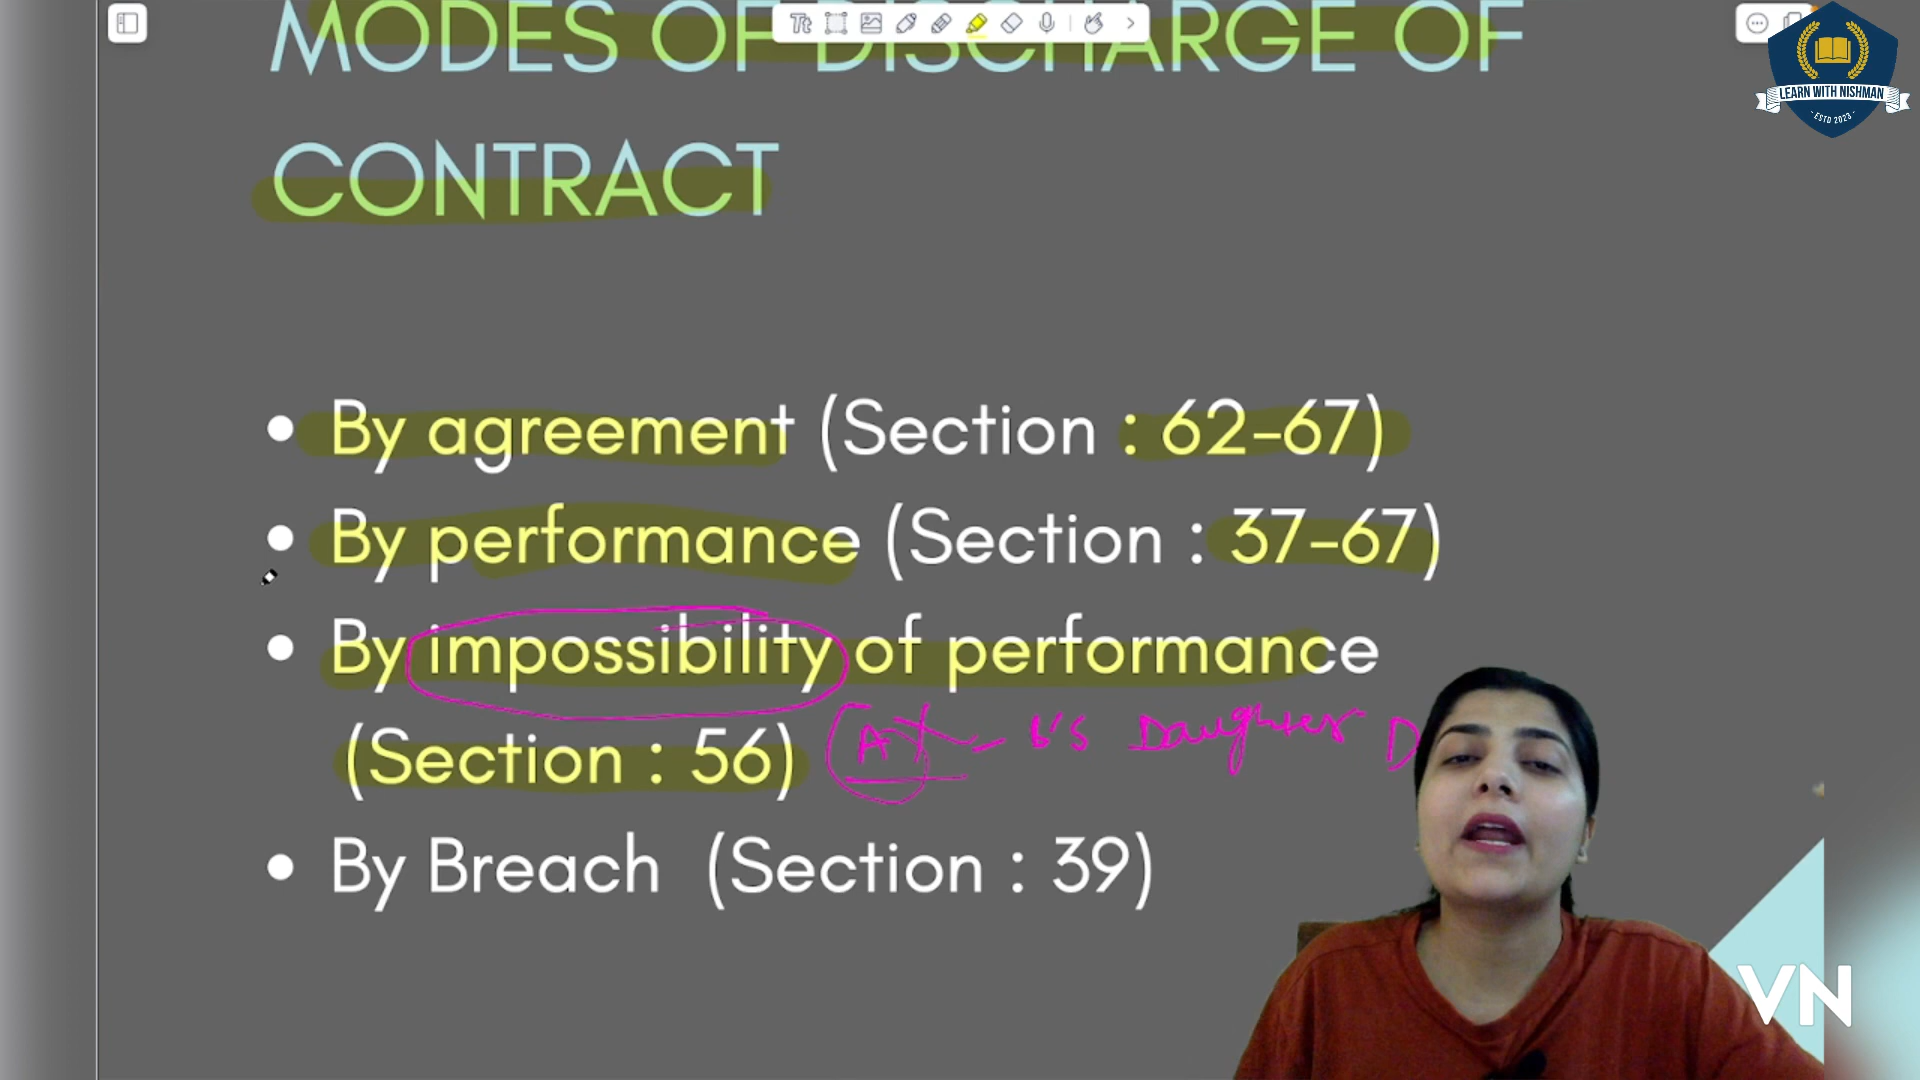 MODES OF DISCHARGE OF
CONTRACT
Tt
LEARN WITH NISHMAN
- ESTD 2023 -
• By agreement (Section : 62-67)
• By performance (Section : 37-67)
• By impossibility of performance
(Section : 56) A - B's Daughter D
• By Breach (Section : 39)
VN